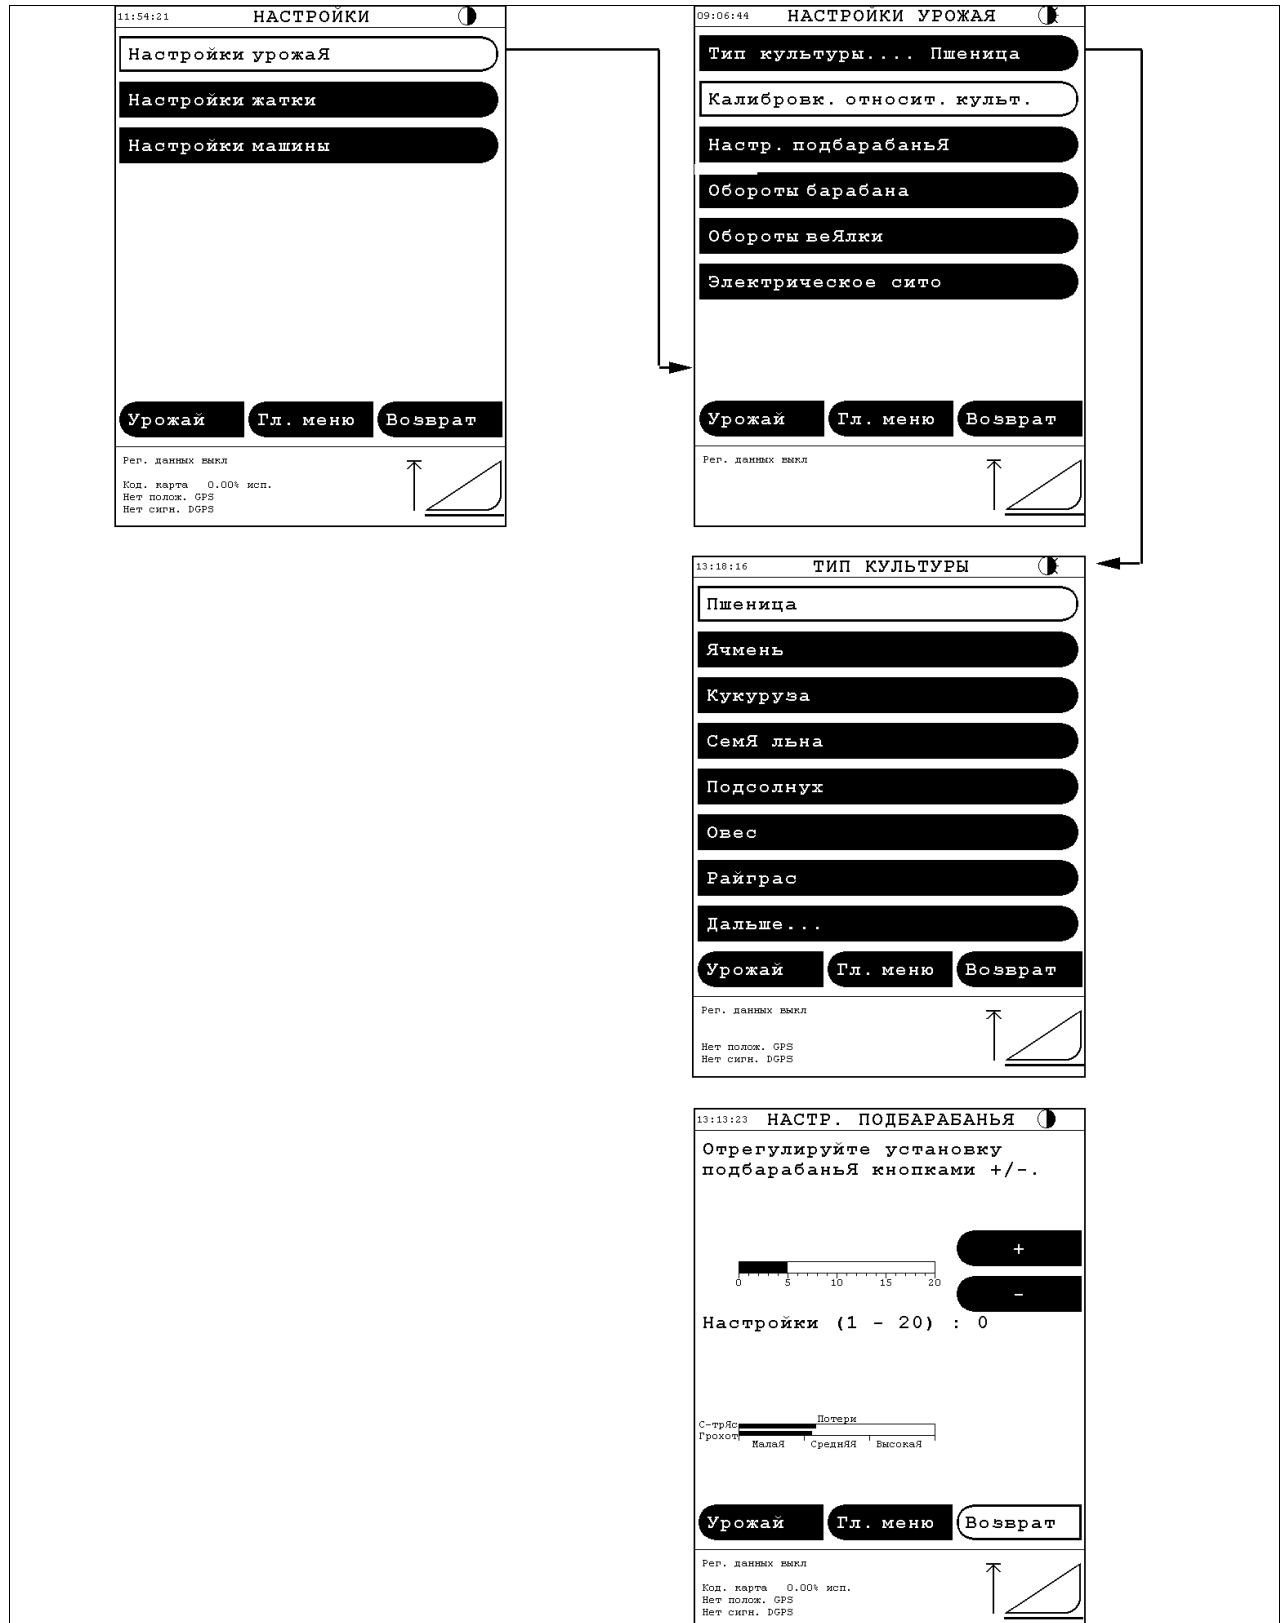 11:54:21 НАСТРОЙКИ
Настройки урожаЯ
Настройки жатки
Настройки машины
Урожай Гл. меню Возврат
Рег. данных выкл
Код. карта 0.00% исп.
Нет полож. GPS
Нет сигн. DGPS
09:06:44 НАСТРОЙКИ УРОЖАЯ
Тип культуры.... Пшеница
Калибровк. относит. культ.
Настр. подбарабаньЯ
Обороты барабана
Обороты веЯлки
Электрическое сито
Урожай Гл. меню Возврат
Рег. данных выкл
13:18:16 ТИП КУЛЬТУРЫ
Пшеница
Ячмень
Кукуруза
СемЯ льна
Подсолнух
Овес
Райграс
Дальше...
Урожай Гл. меню Возврат
Рег. данных выкл
Нет полож. GPS
Нет сигн. DGPS
13:13:23 НАСТР. ПОДБАРАБАНЬЯ
Отрегулируйте установку
подбарабаньЯ кнопками +/-.
+
0 5 10 15 20
-
Настройки (1 - 20) : 0
Потери
С-трЯс
Грохот
МалаЯ СреднЯЯ ВысокаЯ
Урожай Гл. меню Возврат
Рег. данных выкл
Код. карта 0.00% исп.
Нет полож. GPS
Нет сигн. DGPS